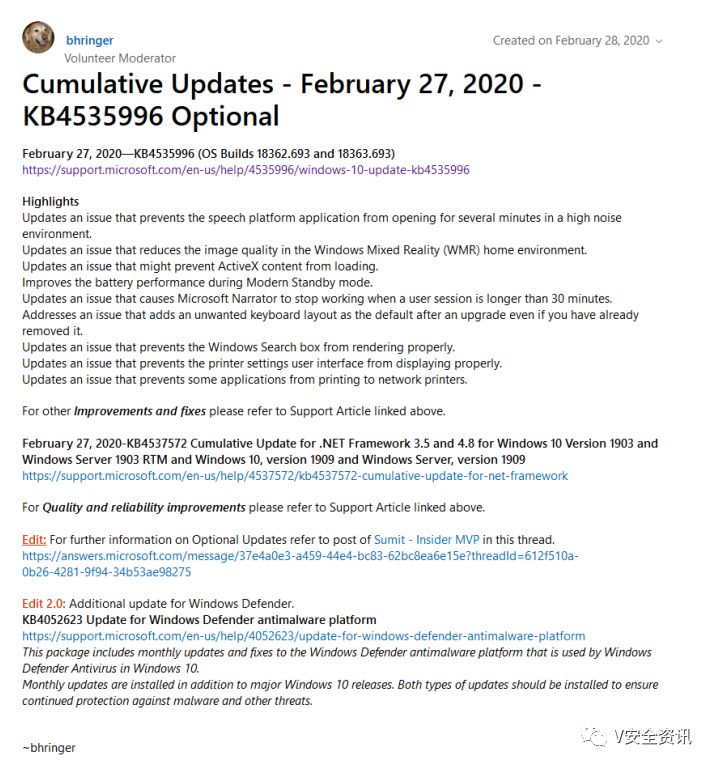 bhringer
Created on February 28, 2020
Volunteer Moderator
Cumulative Updates - February 27, 2020 -
KB4535996 Optional
February 27, 2020—KB4535996 (OS Builds 18362.693 and 18363.693)
https://support.microsoft.com/en-us/help/4535996/windows-10-update-kb4535996
Highlights
Updates an issue that prevents the speech platform application from opening for several minutes in a high noise
environment.
Updates an issue that reduces the image quality in the Windows Mixed Reality (WMR) home environment.
Updates an issue that might prevent ActiveX content from loading.
Improves the battery performance during Modern Standby mode.
Updates an issue that causes Microsoft Narrator to stop working when a user session is longer than 30 minutes.
Addresses an issue that adds an unwanted keyboard layout as the default after an upgrade even if you have already
removed it.
Updates an issue that prevents the Windows Search box from rendering properly.
Updates an issue that prevents the printer settings user interface from displaying properly.
Updates an issue that prevents some applications from printing to network printers.
For other Improvements and fixes please refer to Support Article linked above.
February 27, 2020-KB4537572 Cumulative Update for .NET Framework 3.5 and 4.8 for Windows 10 Version 1903 and
Windows Server 1903 RTM and Windows 10, version 1909 and Windows Server, version 1909
https://support.microsoft.com/en-us/help/4537572/kb4537572-cumulative-update-for-net-framework
For Quality and reliability improvements please refer to Support Article linked above.
Edit: For further information on Optional Updates refer to post of Sumit - Insider MVP in this thread.
https://answers.microsoft.com/message/37e4a0e3-a459-44e4-bc83-62bc8ea6e15e?threadId=612f510a-
0b26-4281-9f94-34b53ae98275
Edit 2.0: Additional update for Windows Defender.
KB4052623 Update for Windows Defender antimalware platform
https://support.microsoft.com/en-us/help/4052623/update-for-windows-defender-antimalware-platform
This package includes monthly updates and fixes to the Windows Defender antimalware platform that is used by Windows
Defender Antivirus in Windows 10.
Monthly updates are installed in addition to major Windows 10 releases. Both types of updates should be installed to ensure
continued protection against malware and other threats.
~bhringer
V安全资讯